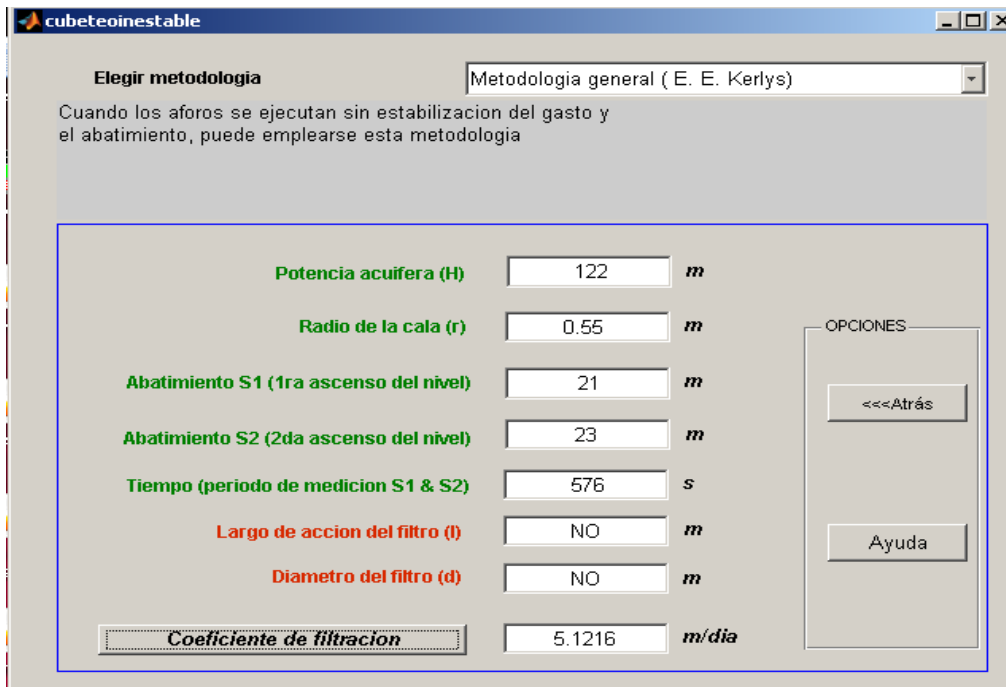 cubeteoinestable
Elegir metodologia
Metodologia general ( E. E. Kerlys)
Cuando los aforos se ejecutan sin estabilizacion del gasto y
el abatimiento, puede emplearse esta metodologia
Potencia acuifera (H) 122 m
Radio de la cala (r) 0.55 m
OPCIONES
Abatimiento S1 (1ra ascenso del nivel) 21 m
<<<Atrás
Abatimiento S2 (2da ascenso del nivel) 23 m
Tiempo (periodo de medicion S1 & S2) 576 s
Largo de accion del filtro (l) NO m
Ayuda
Diametro del filtro (d) NO m
Coeficiente de filtracion 5.1216 m/dia